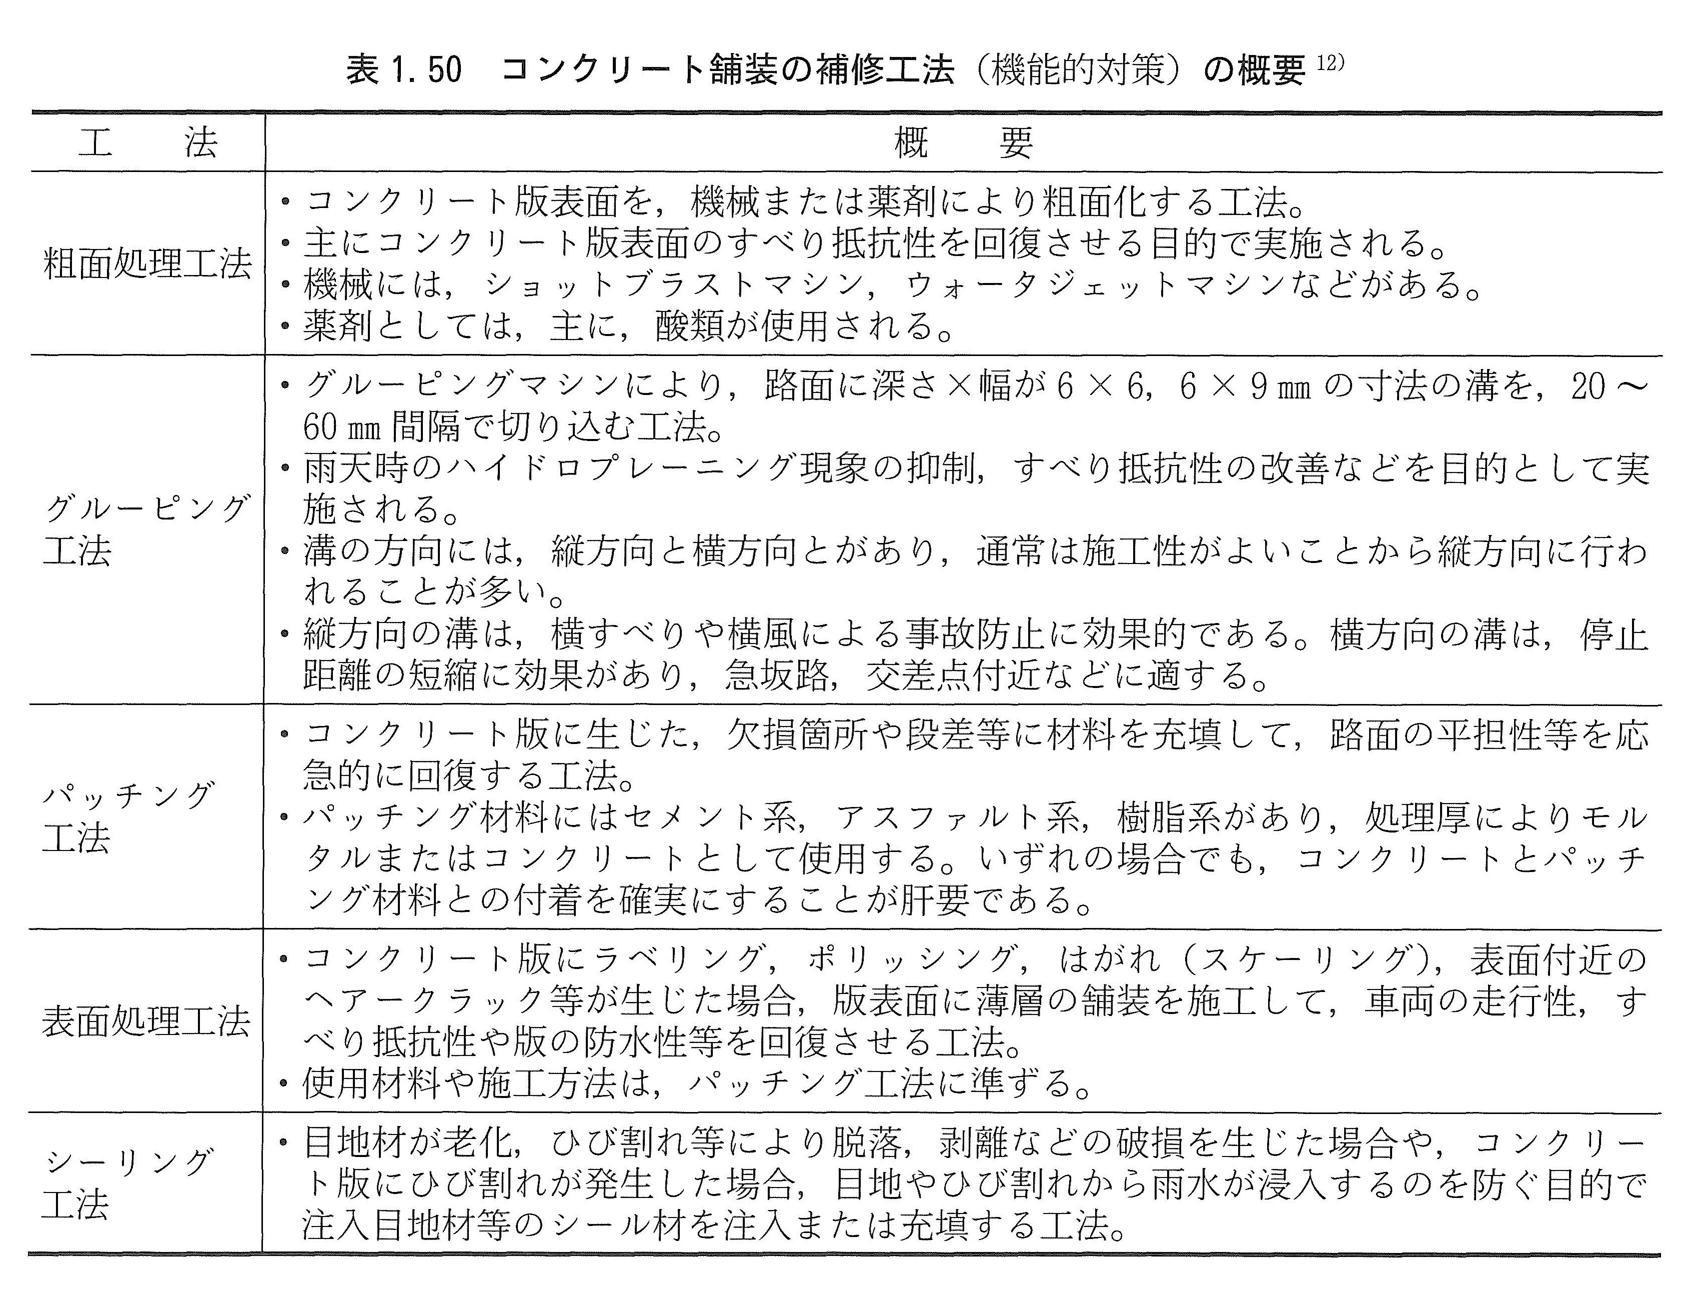 表1.50 コンクリート舗装の補修工法（機能的対策）の概要 12)
工　法
概　要
粗面処理工法
・コンクリート版表面を，機械または薬剤により粗面化する工法。
・主にコンクリート版表面のすべり抵抗性を回復させる目的で実施される。
・機械には，ショットブラストマシン，ウォータジェットマシンなどがある。
・薬剤としては，主に，酸類が使用される。
グルーピング
工法
・グルーピングマシンにより，路面に深さ×幅が6×6，6×9㎜の寸法の溝を，20～
60㎜間隔で切り込む工法。
・雨天時のハイドロプレーニング現象の抑制，すべり抵抗性の改善などを目的として実
施される。
・溝の方向には，縦方向と横方向とがあり，通常は施工性がよいことから縦方向に行わ
れることが多い。
・縦方向の溝は，横すべりや横風による事故防止に効果的である。横方向の溝は，停止
距離の短縮に効果があり，急坂路，交差点付近などに適する。
パッチング
工法
・コンクリート版に生じた，欠損箇所や段差等に材料を充填して，路面の平担性等を応
急的に回復する工法。
・パッチング材料にはセメント系，アスファルト系，樹脂系があり，処理厚によりモル
タルまたはコンクリートとして使用する。いずれの場合でも，コンクリートとパッチ
ング材料との付着を確実にすることが肝要である。
表面処理工法
・コンクリート版にラベリング，ポリッシング，はがれ（スケーリング），表面付近の
ヘアークラック等が生じた場合，版表面に薄層の舗装を施工して，車両の走行性，す
べり抵抗性や版の防水性等を回復させる工法。
・使用材料や施工方法は，パッチング工法に準ずる。
シーリング
工法
・目地材が老化，ひび割れ等により脱落，剥離などの破損を生じた場合や，コンクリー
ト版にひび割れが発生した場合，目地やひび割れから雨水が浸入するのを防ぐ目的で
注入目地材等のシール材を注入または充填する工法。